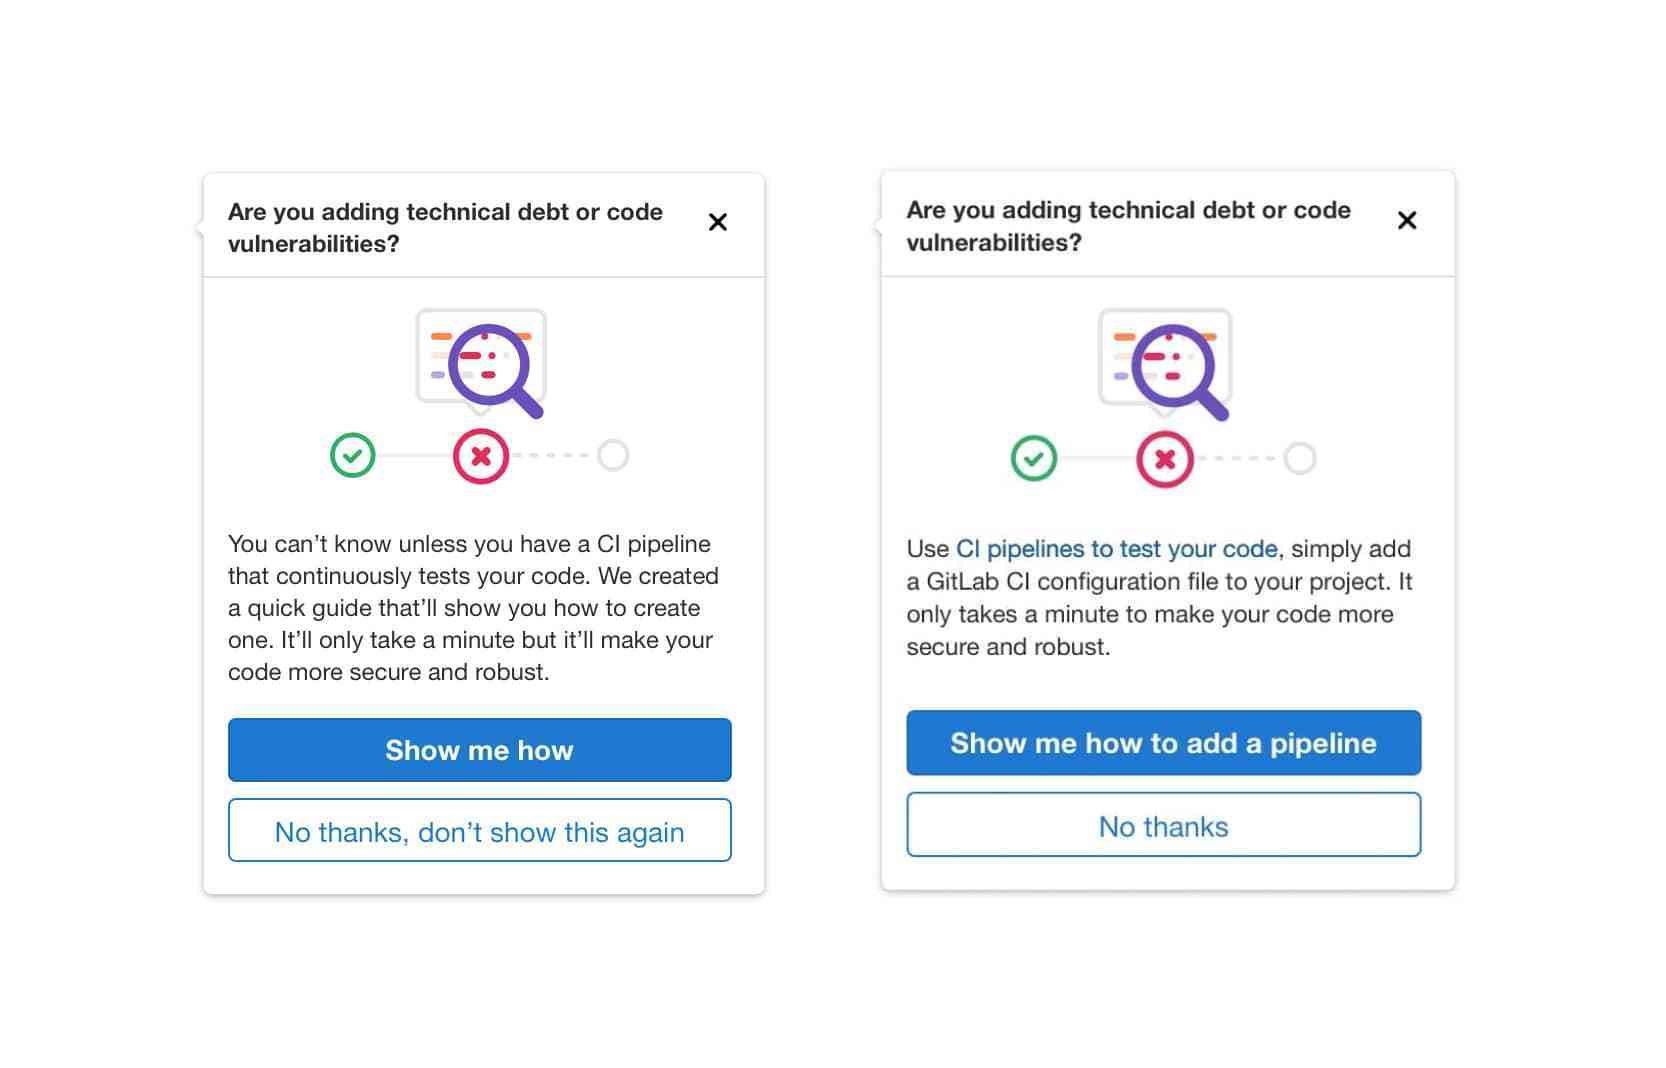 Are you adding technical debt or code
vulnerabilities?
You can’t know unless you have a CI pipeline
that continuously tests your code. We created
a quick guide that’ll show you how to create
one. It’ll only take a minute but it’ll make your
code more secure and robust.
Show me how
No thanks, don’t show this again
Are you adding technical debt or code
vulnerabilities?
Use CI pipelines to test your code, simply add
a GitLab CI configuration file to your project. It
only takes a minute to make your code more
secure and robust.
Show me how to add a pipeline
No thanks